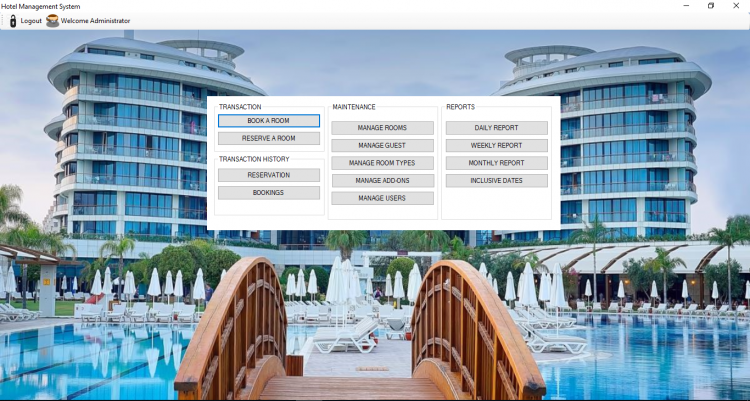 Hotel Management System
Logout Welcome Administrator
TRANSACTION
BOOK A ROOM
RESERVE A ROOM
TRANSACTION HISTORY
RESERVATION
BOOKINGS
MAINTENANCE
MANAGE ROOMS
MANAGE GUEST
MANAGE ROOM TYPES
MANAGE ADD-ONS
MANAGE USERS
REPORTS
DAILY REPORT
WEEKLY REPORT
MONTHLY REPORT
INCLUSIVE DATES